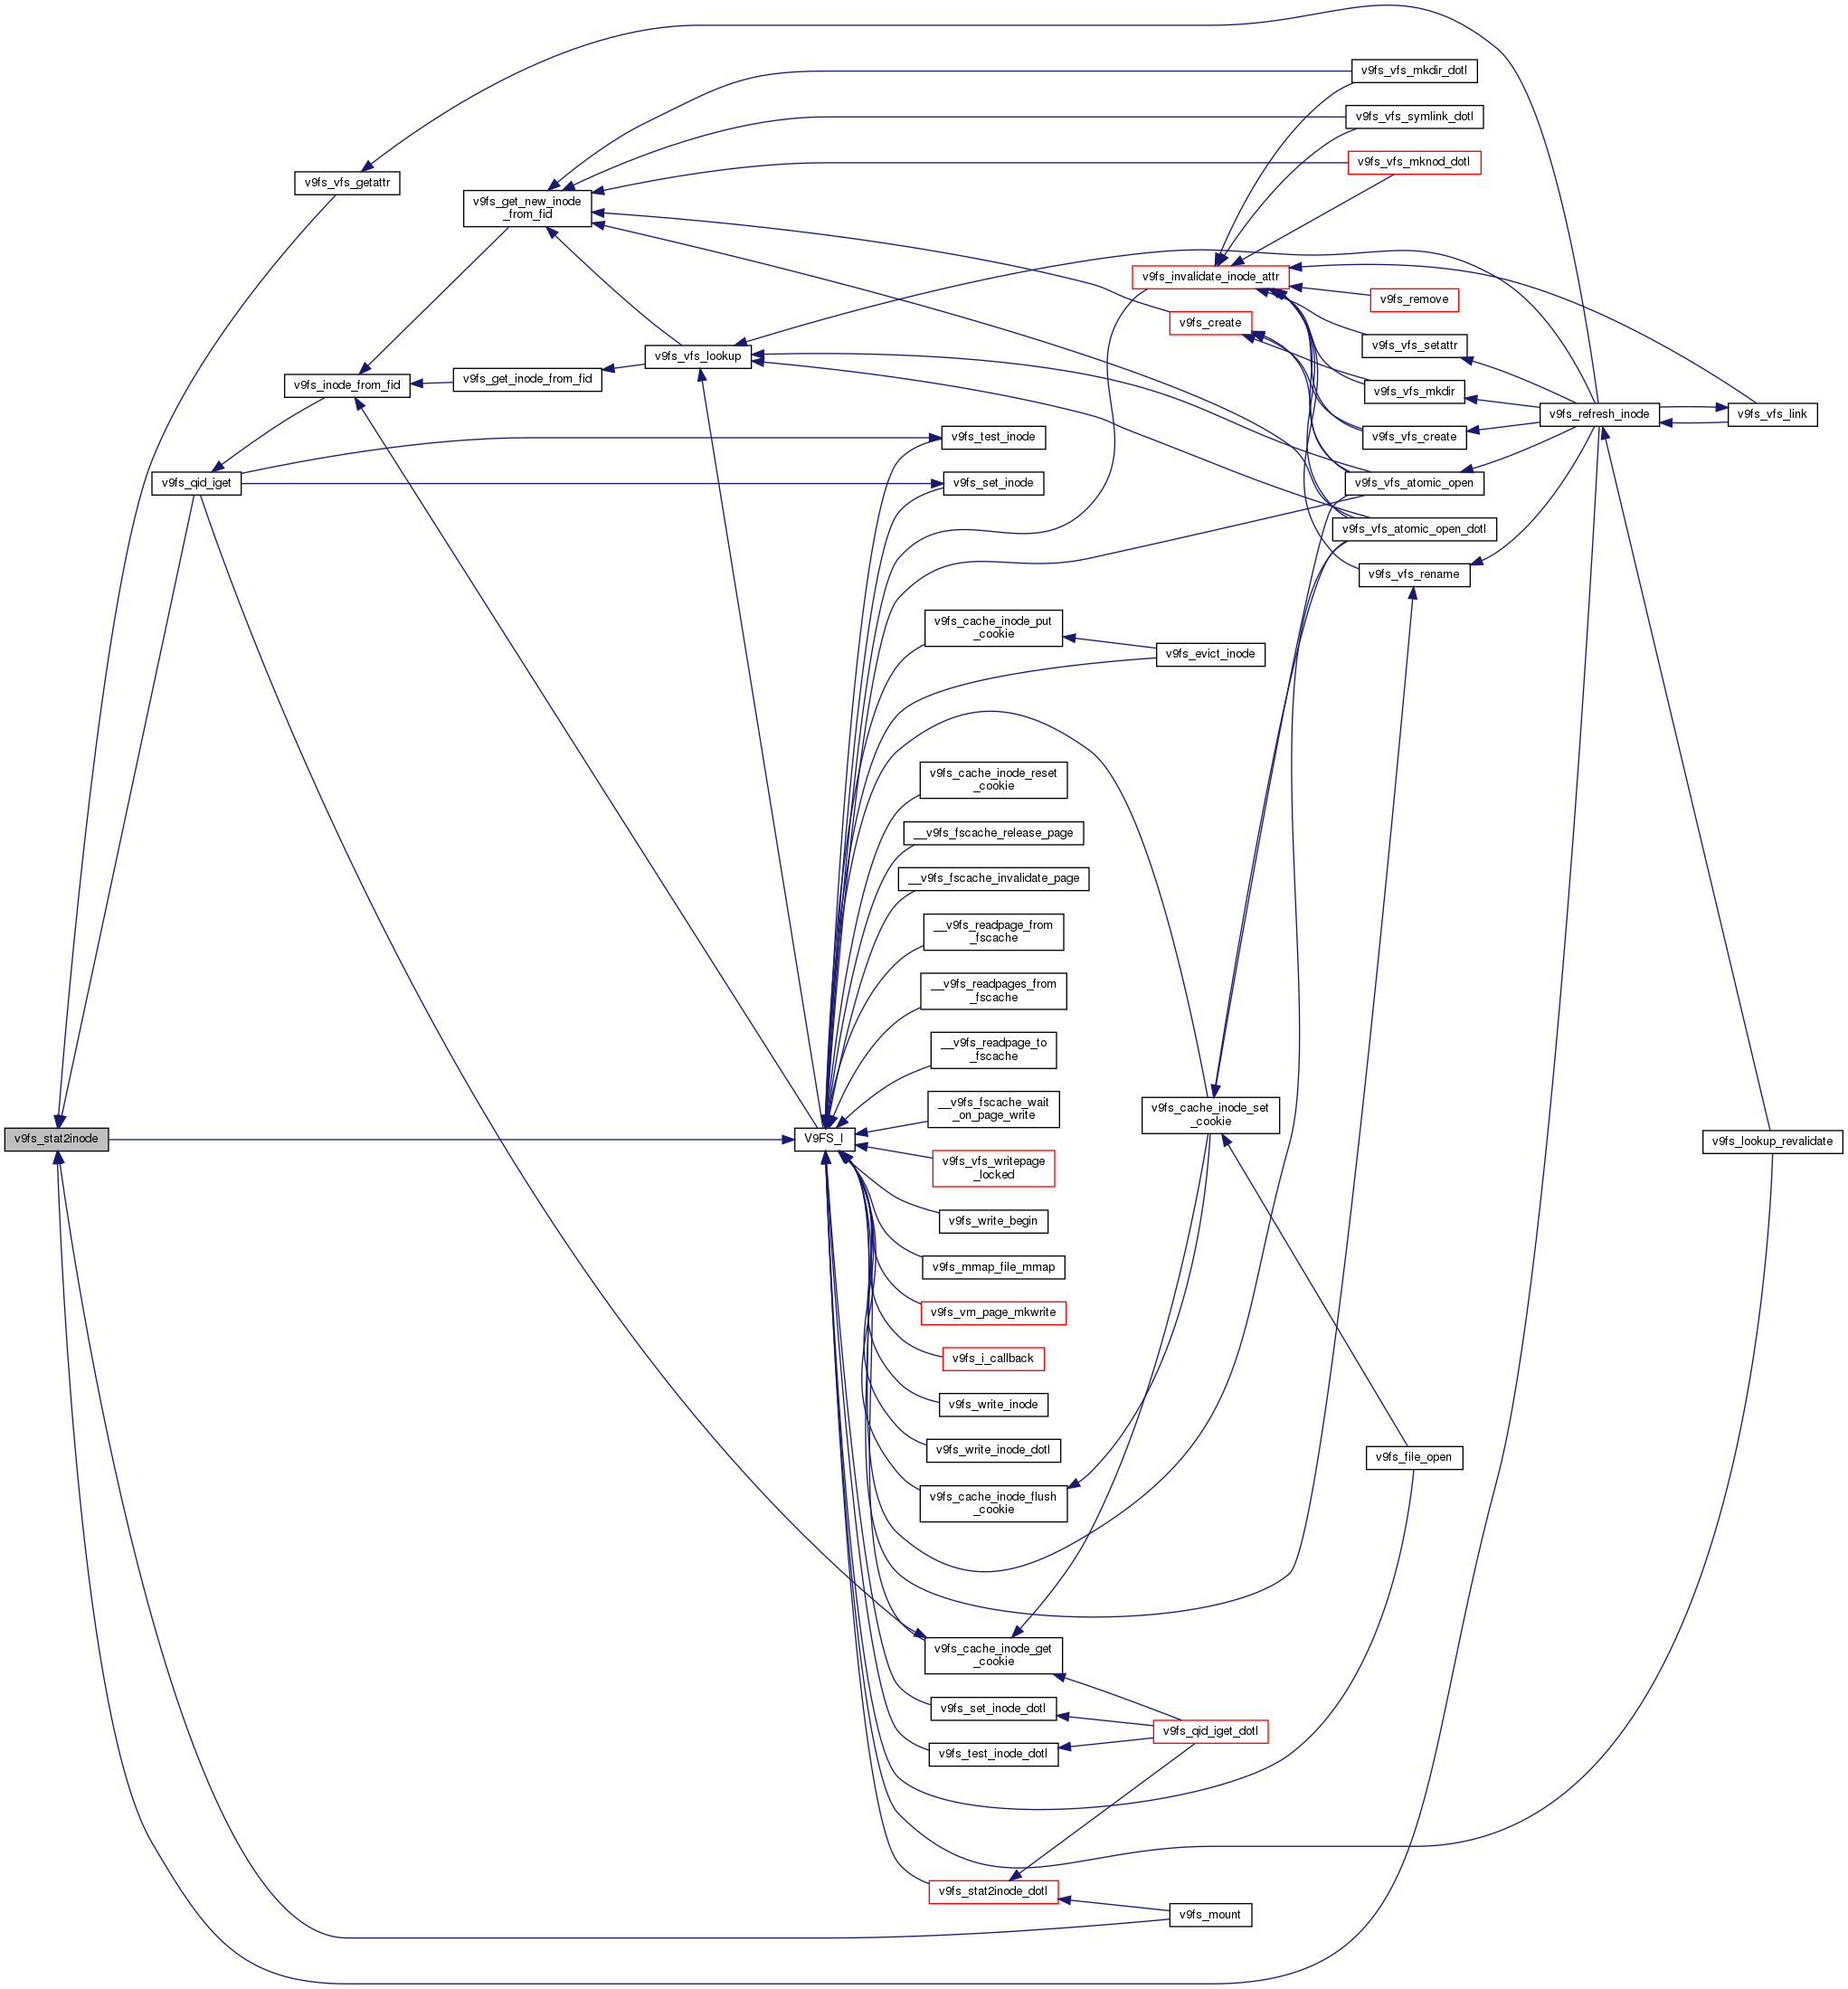 v9fs_vfs_mkdir_dotl
v9fs_vfs_symlink_dotl
v9fs_vfs_mknod_dotl
v9fs_vfs_getattr
v9fs_get_new_inode
_from_fid
v9fs_invalidate_inode_attr
v9fs_remove
v9fs_create
v9fs_vfs_setattr
v9fs_vfs_lookup
v9fs_inode_from_fid
v9fs_get_inode_from_fid
v9fs_vfs_mkdir
v9fs_refresh_inode
v9fs_vfs_link
v9fs_test_inode
v9fs_vfs_create
v9fs_qid_iget
v9fs_set_inode
v9fs_vfs_atomic_open
v9fs_vfs_atomic_open_dotl
v9fs_vfs_rename
v9fs_cache_inode_put
_cookie
v9fs_evict_inode
v9fs_cache_inode_reset
_cookie
__v9fs_fscache_release_page
__v9fs_fscache_invalidate_page
__v9fs_readpage_from
_fscache
__v9fs_readpages_from
_fscache
__v9fs_readpage_to
_fscache
__v9fs_fscache_wait
_on_page_write
v9fs_cache_inode_set
_cookie
v9fs_stat2inode
V9FS_I
v9fs_lookup_revalidate
v9fs_vfs_writepage
_locked
v9fs_write_begin
v9fs_mmap_file_mmap
v9fs_vm_page_mkwrite
v9fs_i_callback
v9fs_write_inode
v9fs_write_inode_dotl
v9fs_file_open
v9fs_cache_inode_flush
_cookie
v9fs_cache_inode_get
_cookie
v9fs_set_inode_dotl
v9fs_qid_iget_dotl
v9fs_test_inode_dotl
v9fs_stat2inode_dotl
v9fs_mount